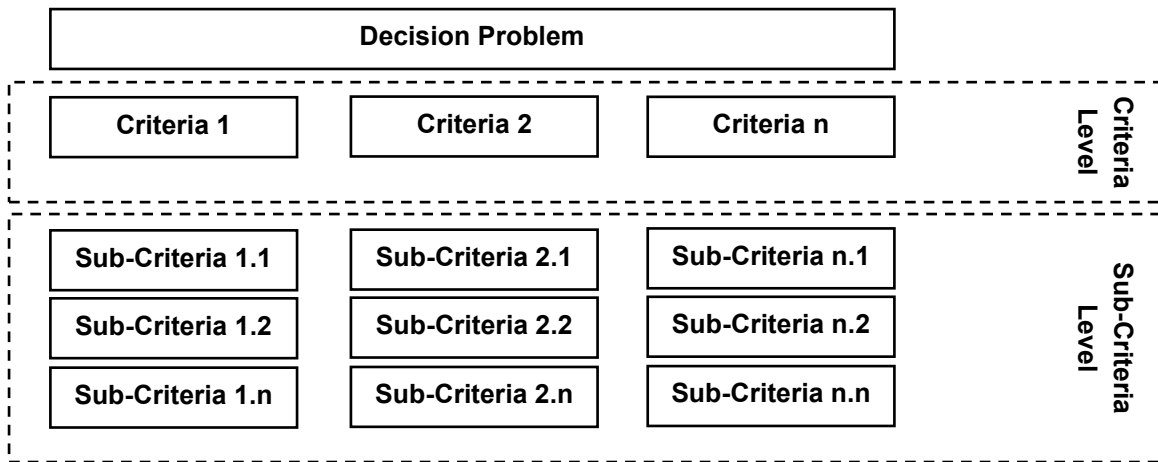 Decision Problem
Criteria 1
Criteria 2
Criteria n
Criteria
Level
Sub-Criteria 1.1
Sub-Criteria 2.1
Sub-Criteria n.1
Sub-Criteria 1.2
Sub-Criteria 2.2
Sub-Criteria n.2
Sub-Criteria 1.n
Sub-Criteria 2.n
Sub-Criteria n.n
Sub-Criteria
Level